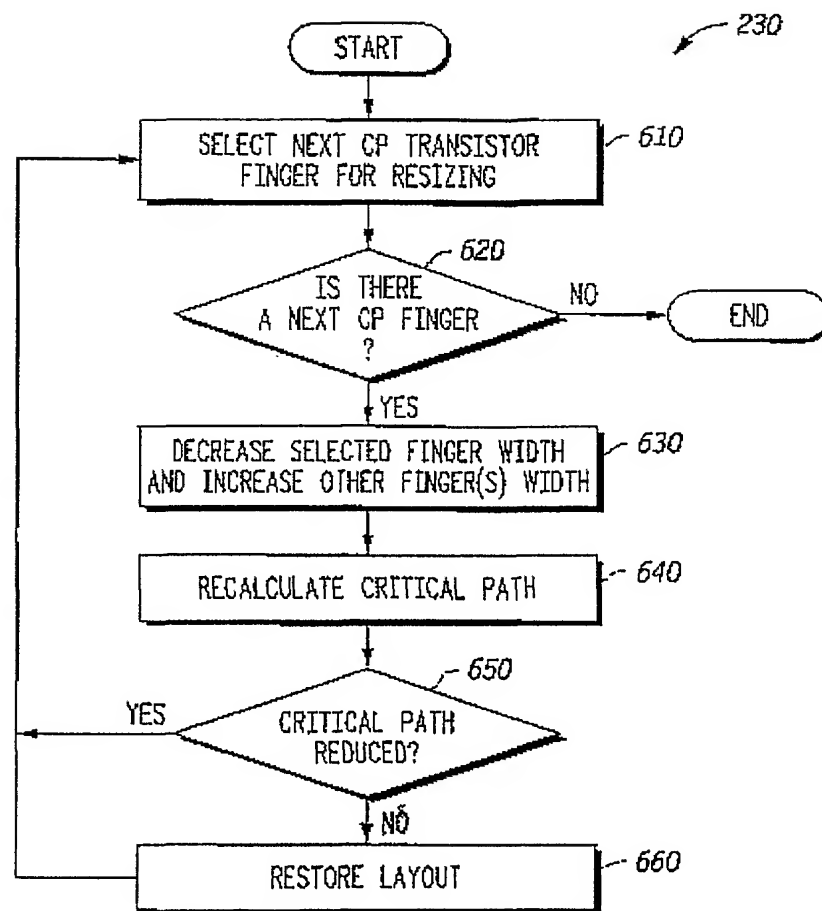 230
START
SELECT NEXT CP TRANSISTOR
FINGER FOR RESIZING
610
620
IS THERE
A NEXT CP FINGER
?
NO
END
YES
DECREASE SELECTED FINGER WIDTH
AND INCREASE OTHER FINGER(S) WIDTH
630
RECALCULATE CRITICAL PATH
640
650
YES
CRITICAL PATH
REDUCED?
NO
RESTORE LAYOUT
660